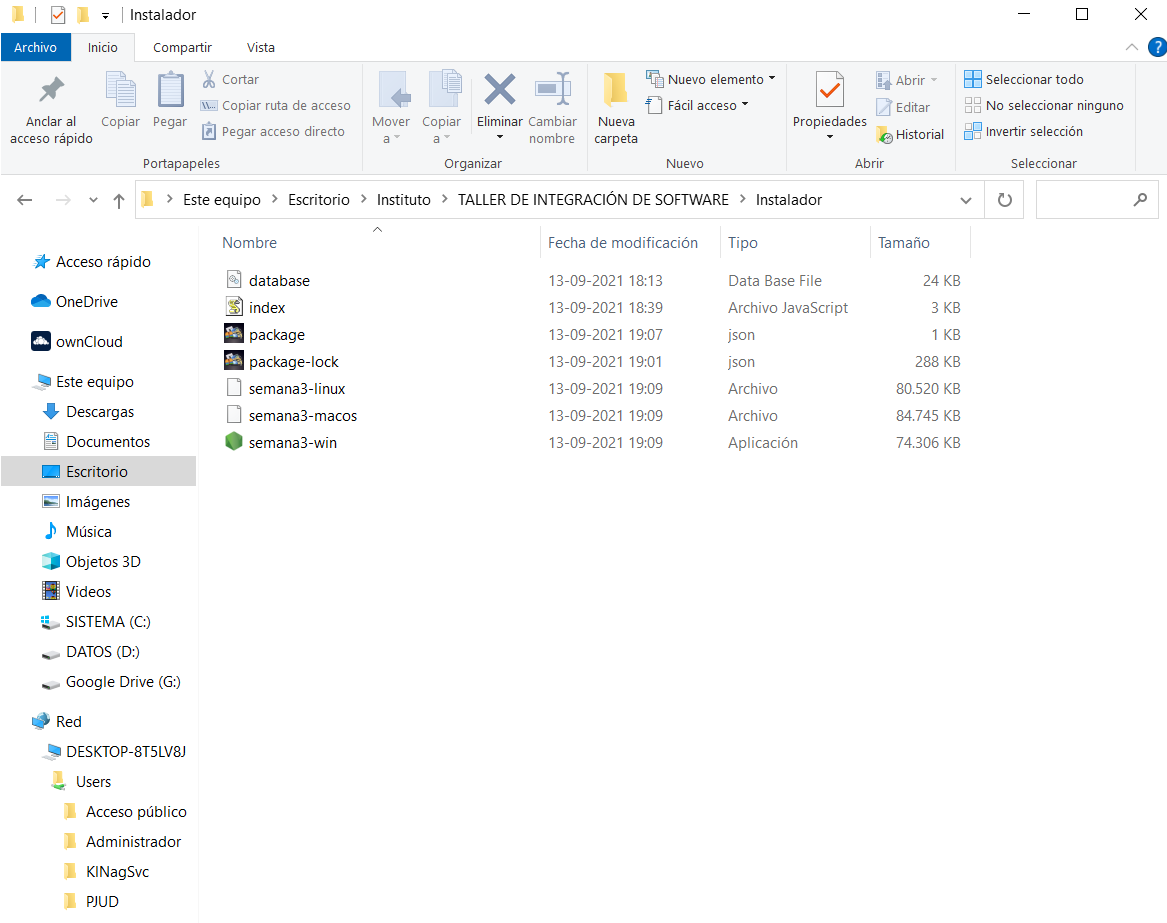 Instalador
Archivo Inicio Compartir Vista
Anclar al acceso rápido
Copiar
Pegar
Cortar
Copiar ruta de acceso
Pegar acceso directo
Portapapeles
Mover a
Copiar a
Eliminar
Cambiar nombre
Organizar
Nueva carpeta
Nuevo elemento
Fácil acceso
Nuevo
Propiedades
Abrir
Editar
Historial
Abrir
Seleccionar todo
No seleccionar ninguno
Invertir selección
Seleccionar
Este equipo > Escritorio > Instituto > TALLER DE INTEGRACIÓN DE SOFTWARE > Instalador
Acceso rápido
OneDrive
ownCloud
Este equipo
Descargas
Documentos
Escritorio
Imágenes
Música
Objetos 3D
Videos
SISTEMA (C:)
DATOS (D:)
Google Drive (G:)
Red
DESKTOP-8T5LV8J
Users
Acceso público
Administrador
KlNagSvc
PJUD
Nombre Fecha de modificación Tipo Tamaño
database 13-09-2021 18:13 Data Base File 24 KB
index 13-09-2021 18:39 Archivo JavaScript 3 KB
package 13-09-2021 19:07 json 1 KB
package-lock 13-09-2021 19:01 json 288 KB
semana3-linux 13-09-2021 19:09 Archivo 80.520 KB
semana3-macos 13-09-2021 19:09 Archivo 84.745 KB
semana3-win 13-09-2021 19:09 Aplicación 74.306 KB